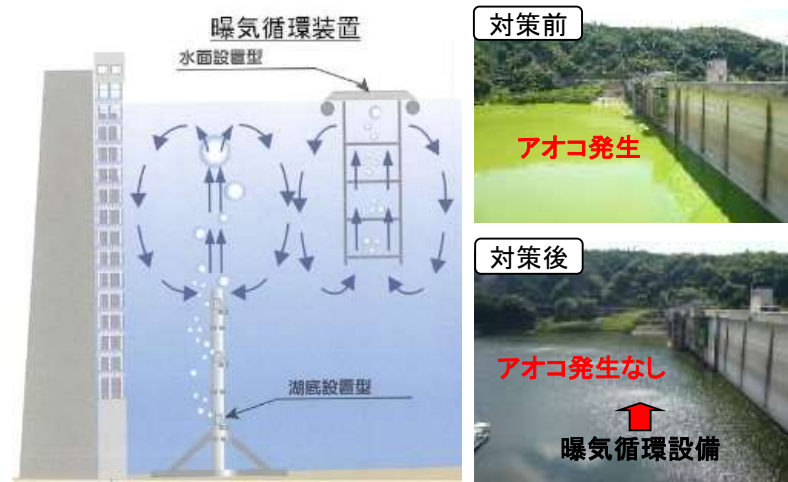 曝気循環装置
水面設置型
湖底設置型
対策前
アオコ発生
対策後
アオコ発生なし
曝気循環設備